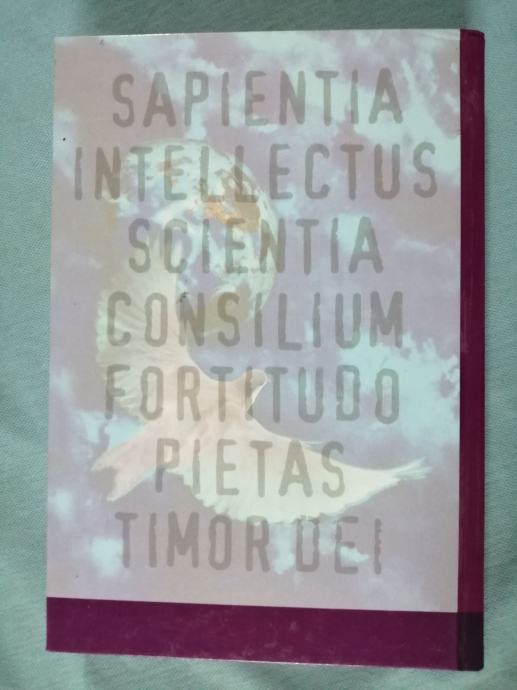 SAPIENTIA
INTELLECTUS
SCIENTIA
CONSILIUM
FORTITUDO
PIETAS
TIMOR DEI